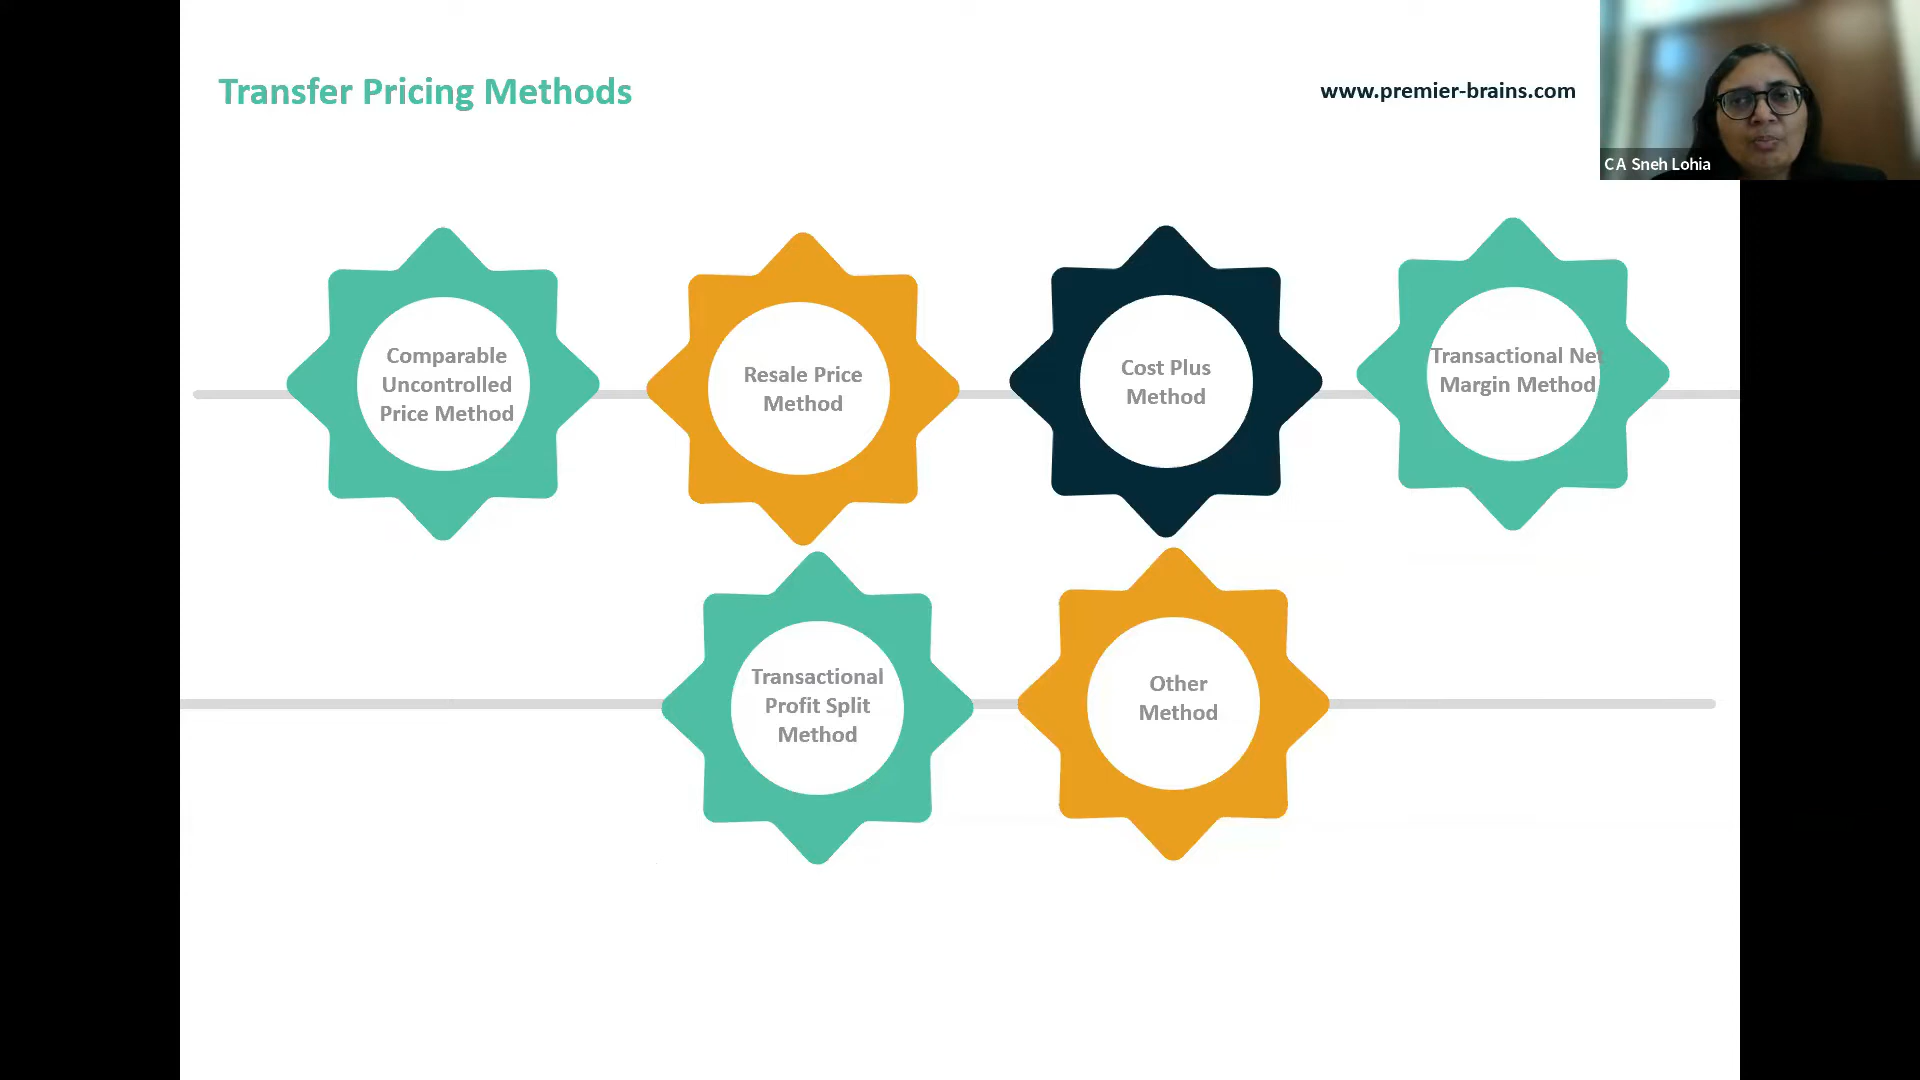 Transfer Pricing Methods
www.premier-brains.com
CA Sneh Lohia
Comparable
Uncontrolled
Price Method
Resale Price
Method
Cost Plus
Method
Transactional Net
Margin Method
Transactional
Profit Split
Method
Other
Method